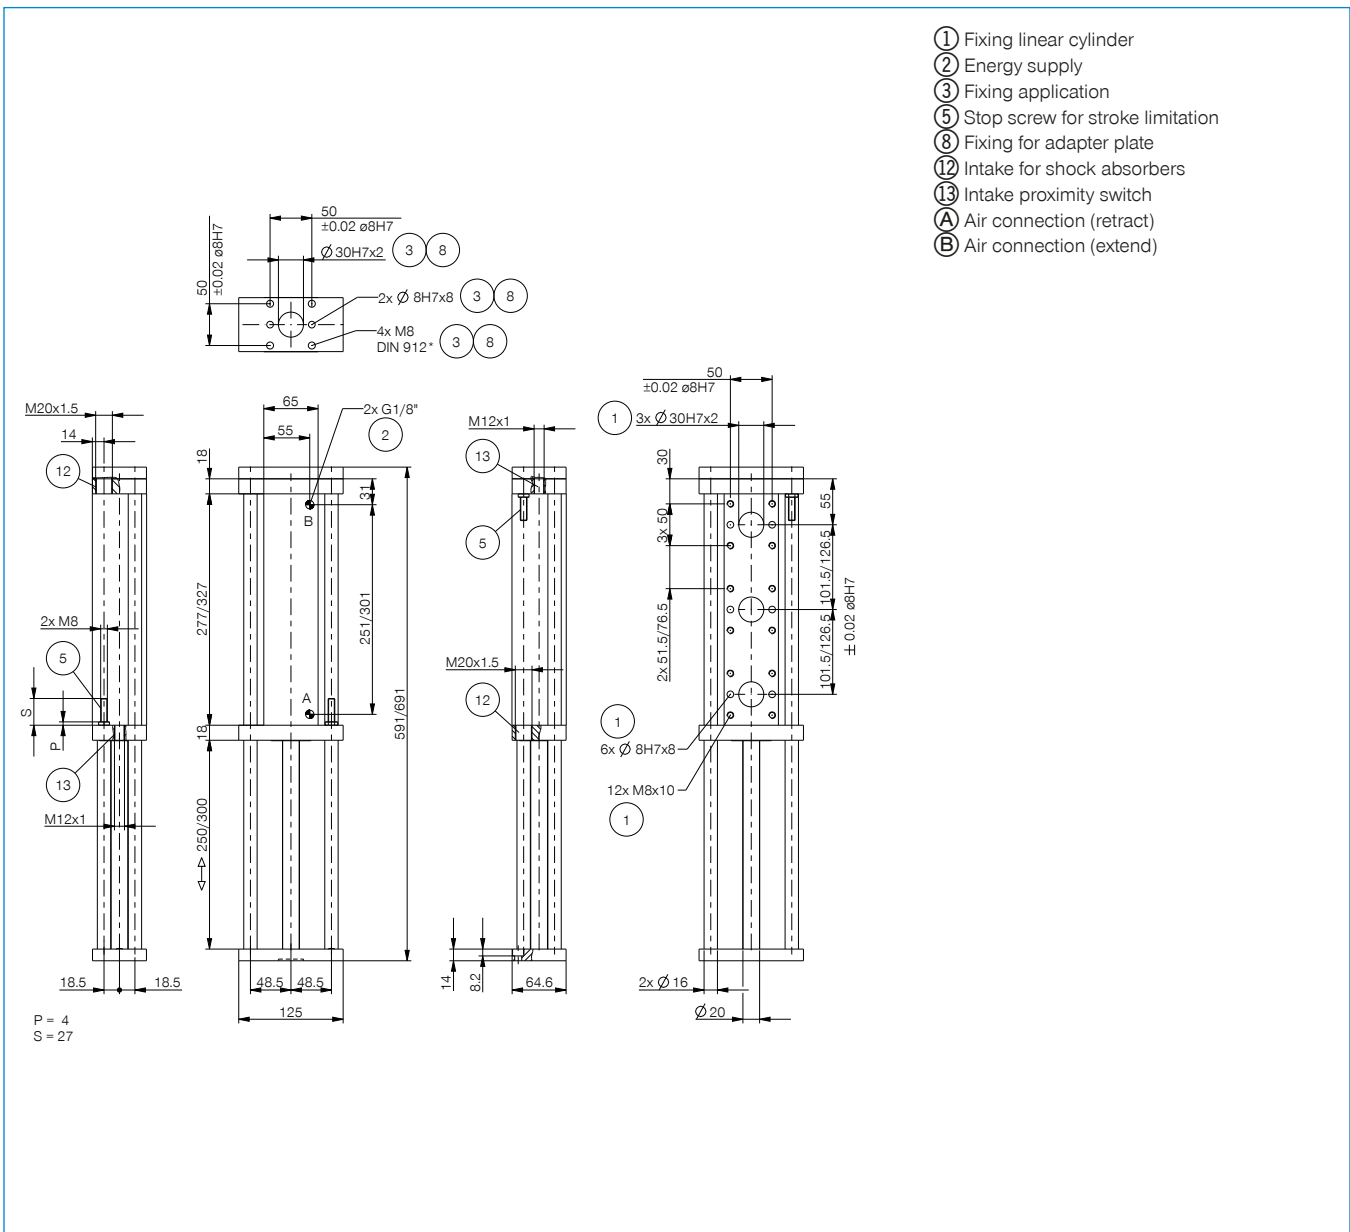 ① Fixing linear cylinder
② Energy supply
③ Fixing application
⑤ Stop screw for stroke limitation
⑧ Fixing for adapter plate
⑫ Intake for shock absorbers
⑬ Intake proximity switch
Ⓐ Air connection (retract)
Ⓑ Air connection (extend)
50
±0.02 ø8H7
Ø 30H7x2 3 8
50
±0.02 ø8H7
2x Ø 8H7x8 3 8
4x M8
DIN 912* 3 8
M20x1.5
14
12
2x M8
5
S
P
13
M12x1
18.5 18.5
P = 4
S = 27
65
55
2x G1/8"
2
18
31
B
277/327
251/301
591/691
A
18
250/300
48.5 48.5
125
M12x1
13
5
M20x1.5
12
14
8.2
64.6
50
±0.02 ø8H7
1 3x Ø 30H7x2
30
55
3x 50
101.5/126.5
2x 51.5/76.5
101.5/126.5
± 0.02 ø8H7
1
6x Ø 8H7x8
12x M8x10
1
2x Ø 16
Ø 20